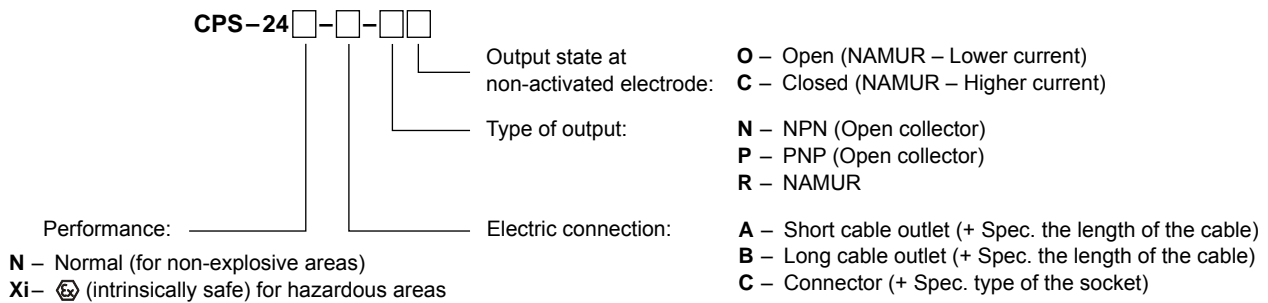 CPS–24□–□–□□
Output state at
non-activated electrode:
O – Open (NAMUR – Lower current)
C – Closed (NAMUR – Higher current)
Type of output:
N – NPN (Open collector)
P – PNP (Open collector)
R – NAMUR
Performance:
N – Normal (for non-explosive areas)
Xi – Ex (intrinsically safe) for hazardous areas
Electric connection:
A – Short cable outlet (+ Spec. the length of the cable)
B – Long cable outlet (+ Spec. the length of the cable)
C – Connector (+ Spec. type of the socket)